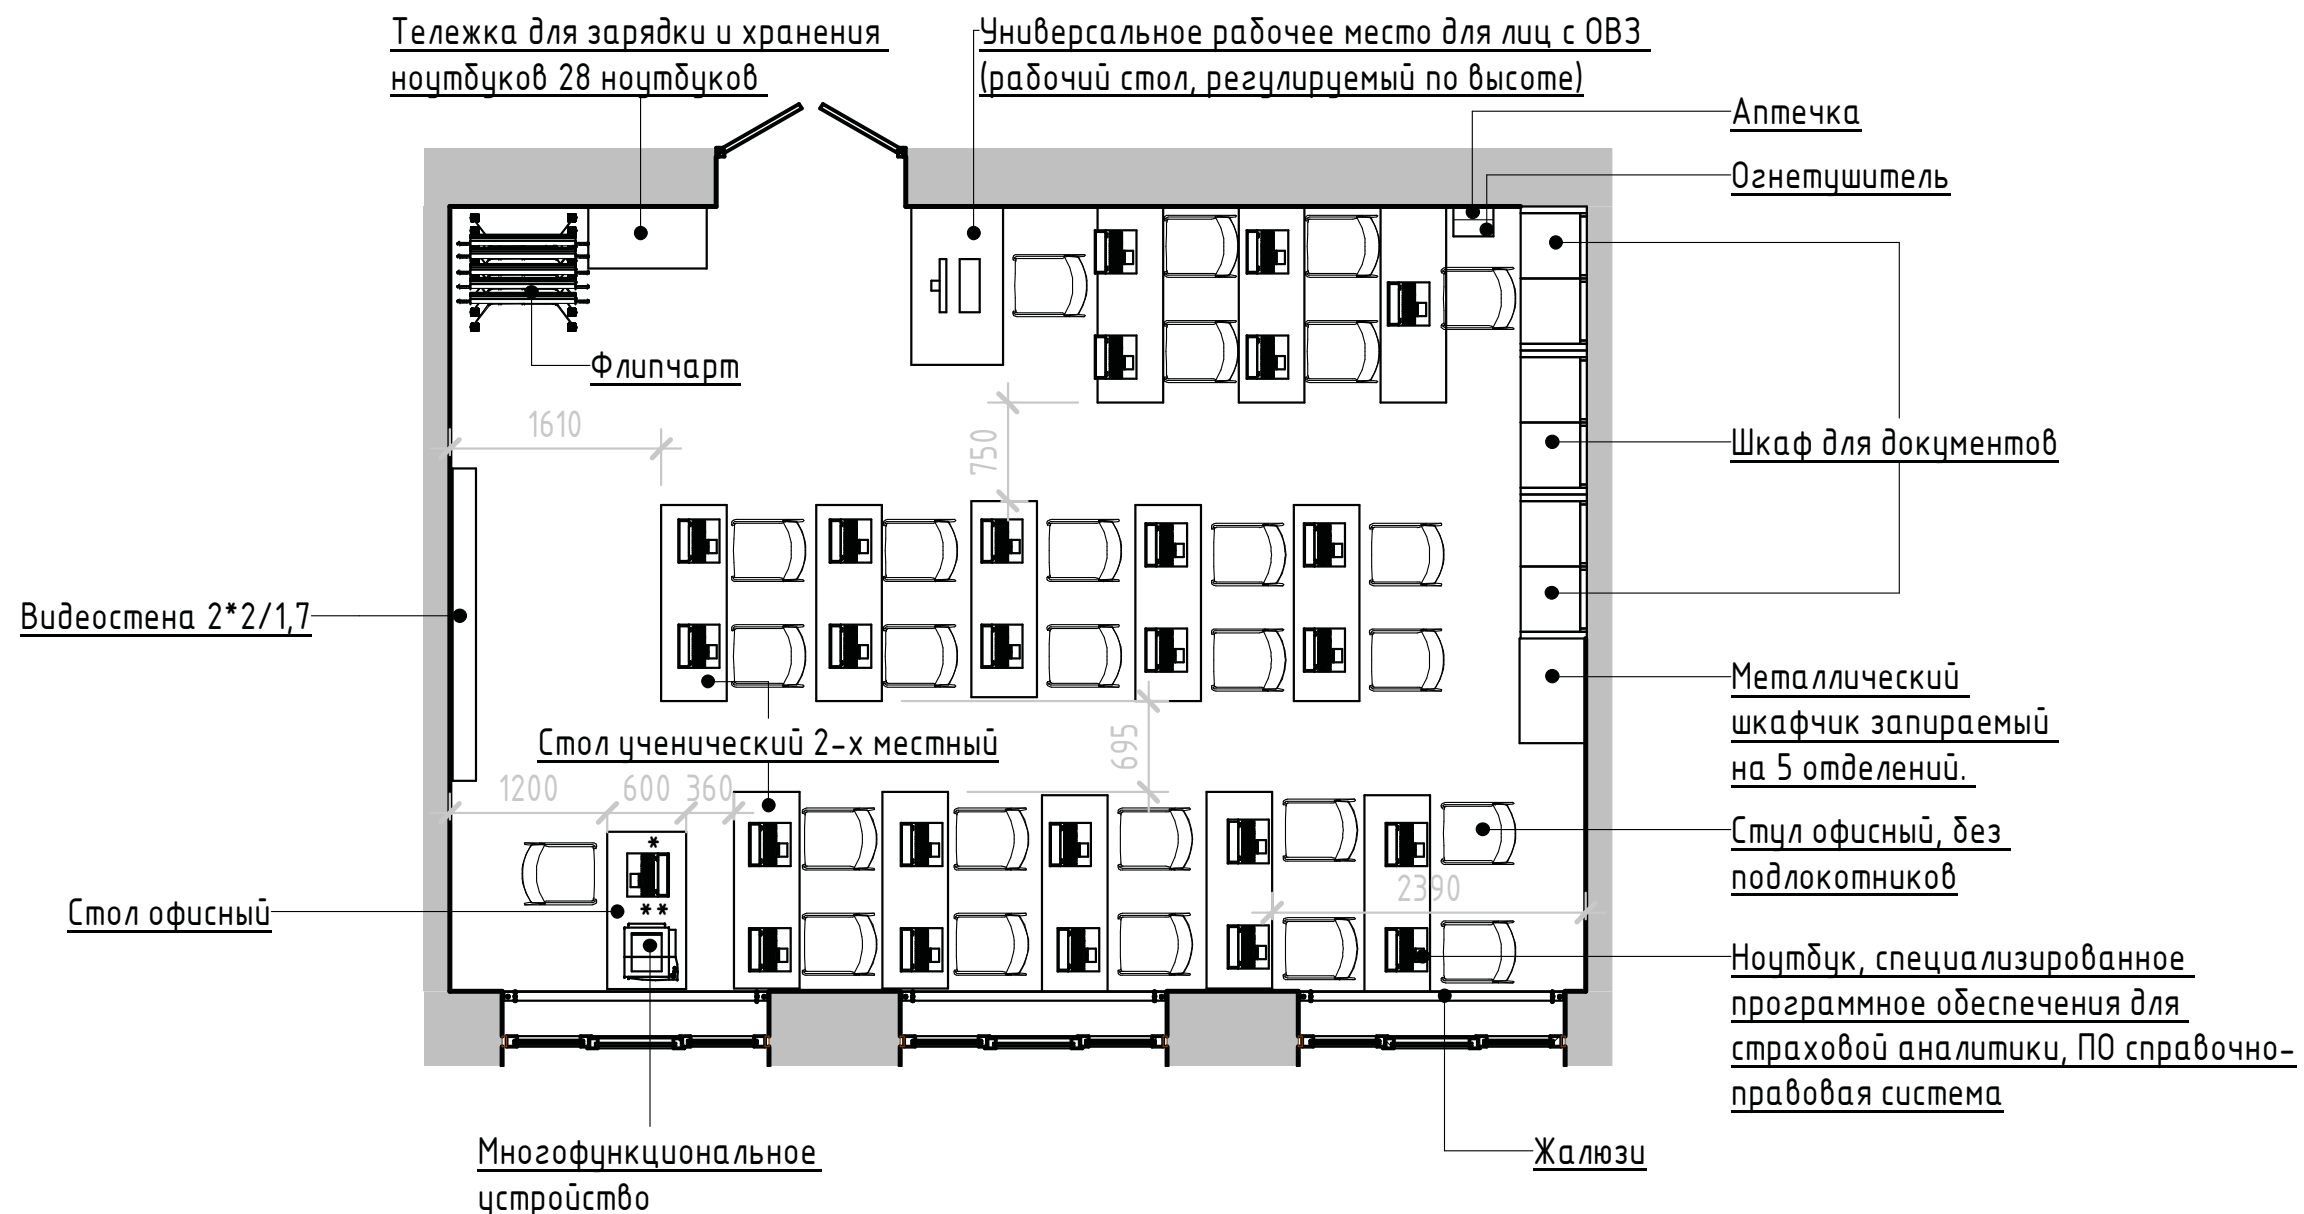 Тележка для зарядки и хранения
ноутбуков 28 ноутбуков
Универсальное рабочее место для лиц с ОВЗ
(рабочий стол, регулируемый по высоте)
Аптечка
Огнетушитель
Флипчарт
1610
750
Шкаф для документов
Видеостена 2*2/1,7
Металлический
шкафчик запираемый
на 5 отделений.
Стол ученический 2-х местный
695
1200
600
360
Стул офисный, без
подлокотников
*
2390
Стол офисный
**
Ноутбук, специализированное
программное обеспечения для
страховой аналитики, ПО справочно-
правовая система
Многофункциональное
устройство
Жалюзи